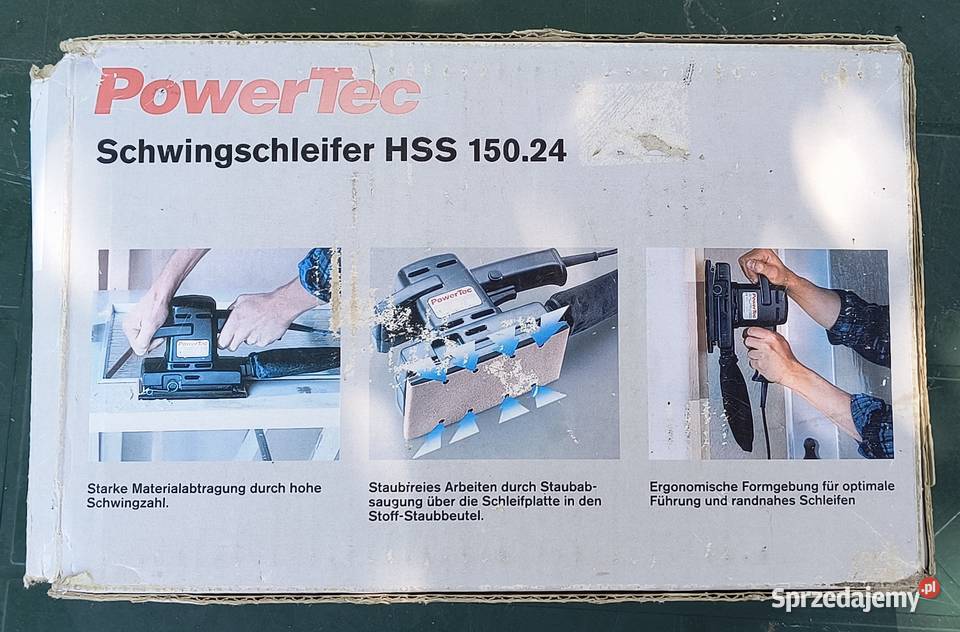 PowerTec
Schwingschleifer HSS 150.24
PowerTec
PowerTec
PowerTec
Starke Materialabtragung durch hohe
Schwingzahl.
Staubfreies Arbeiten durch Staubab-
saugung über die Schleifplatte in den
Stoff-Staubbeutel.
Ergonomische Formgebung für optimale
Führung und randnahes Schleifen
Sprzedajemy.pl